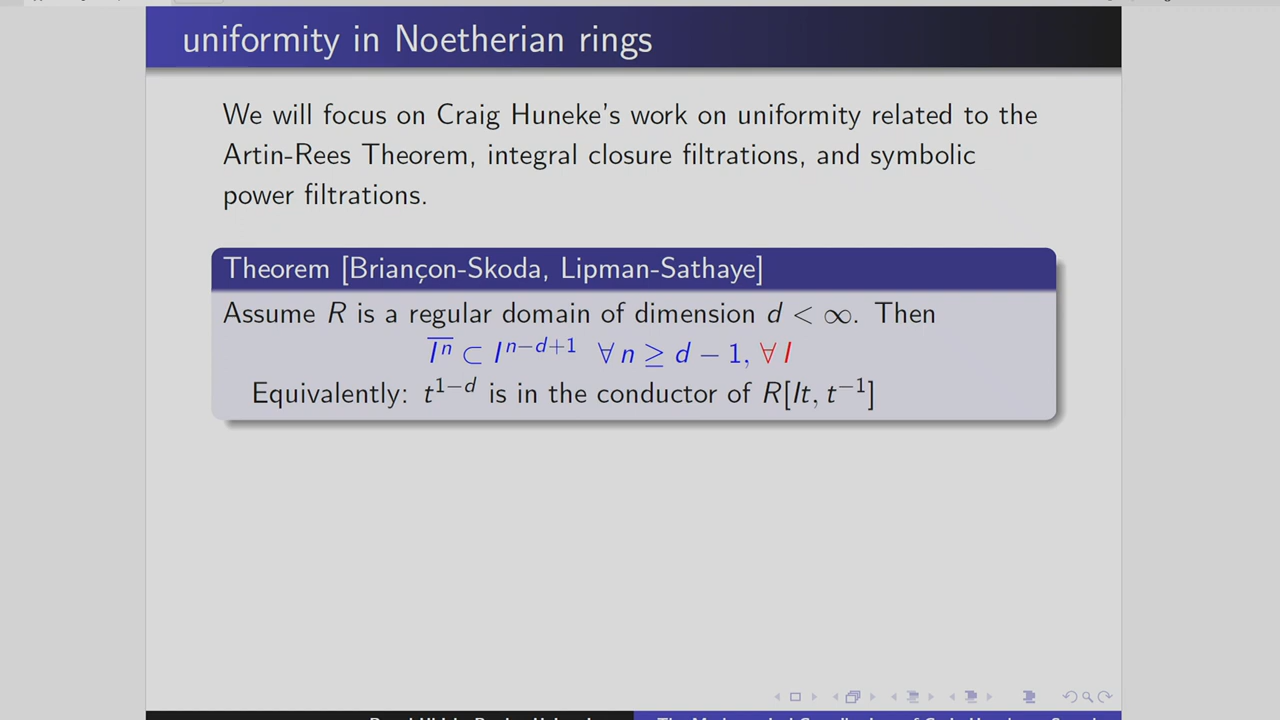 uniformity in Noetherian rings
We will focus on Craig Huneke's work on uniformity related to the
Artin-Rees Theorem, integral closure filtrations, and symbolic
power filtrations.
Theorem [Briançon-Skoda, Lipman-Sathaye]
Assume R is a regular domain of dimension d < ∞. Then
$\overline{I^n} \subset I^{n-d+1}$ ∀ n ≥ d − 1, ∀ I
Equivalently: $t^{1-d}$ is in the conductor of $R[It, t^{-1}]$